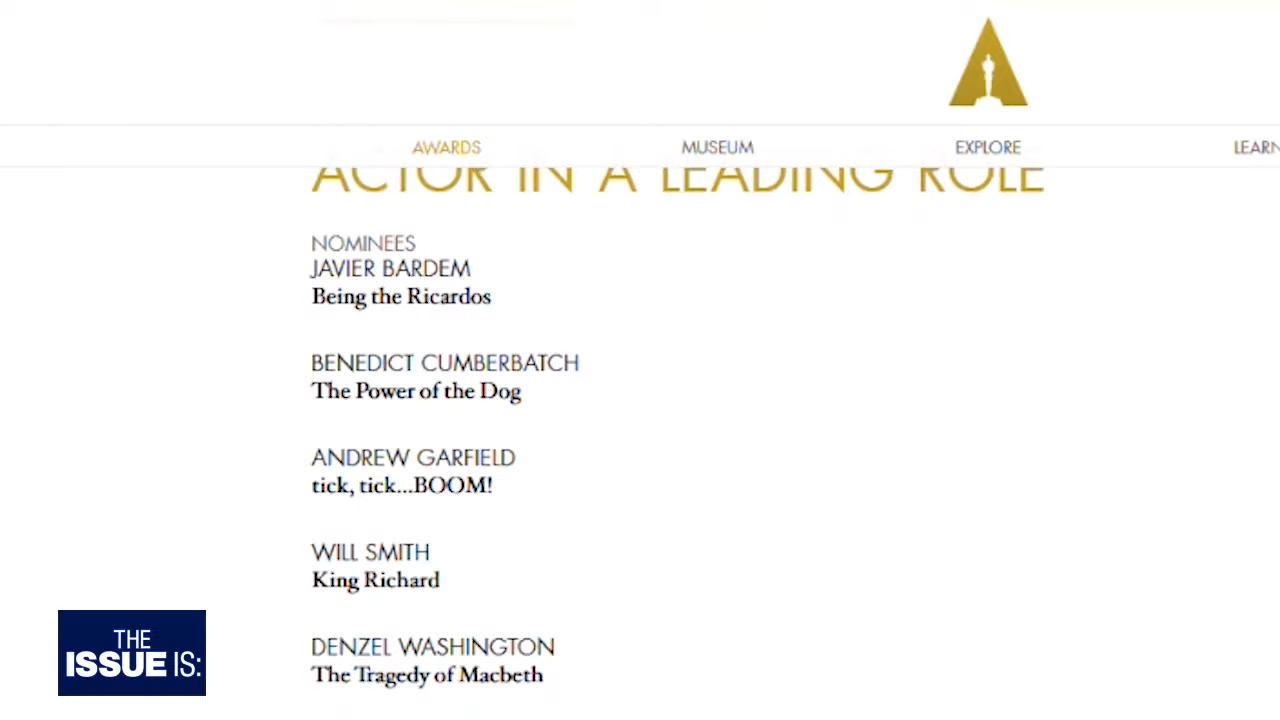 AWARDS MUSEUM EXPLORE LEARN
ACTOR IN A LEADING ROLE
NOMINEES
JAVIER BARDEM
Being the Ricardos
BENEDICT CUMBERBATCH
The Power of the Dog
ANDREW GARFIELD
tick, tick...BOOM!
WILL SMITH
King Richard
DENZEL WASHINGTON
The Tragedy of Macbeth
THE
ISSUE IS: